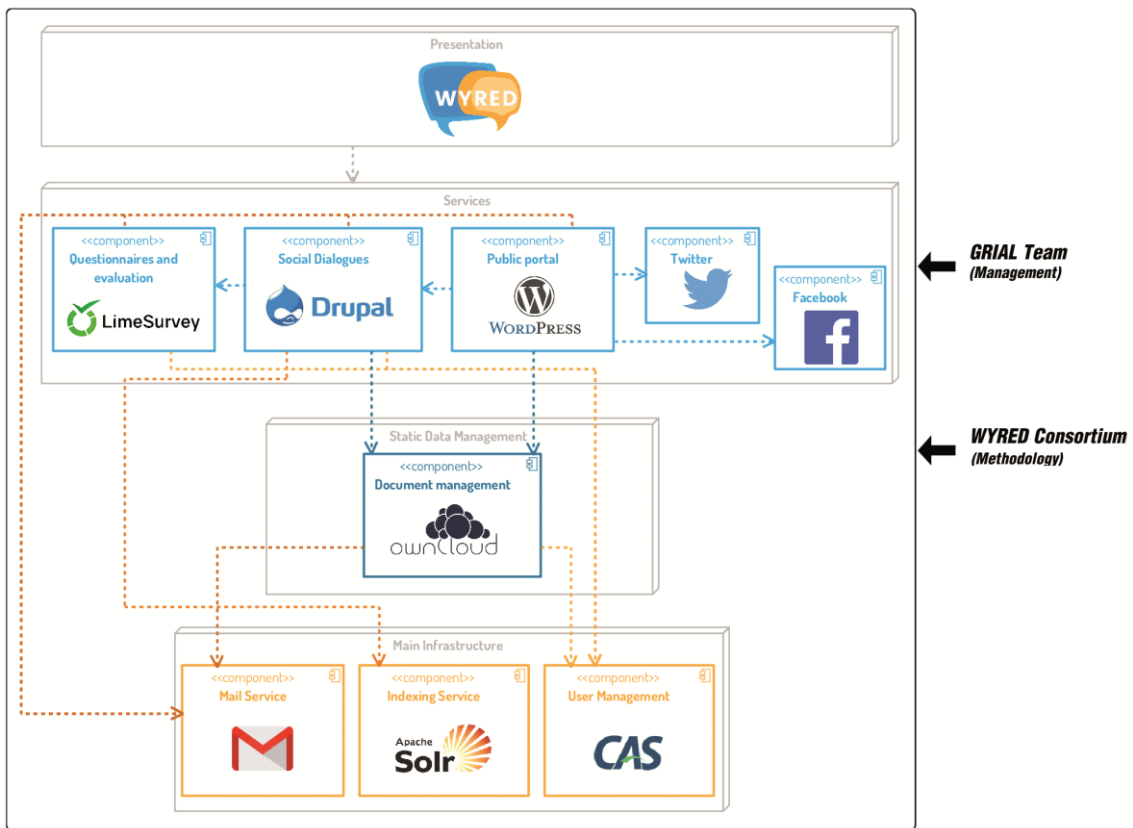 Presentation
WYRED
Services
<<component>>
Questionnaires and
evaluation
LimeSurvey
<<component>>
Social Dialogues
Drupal
<<component>>
Public portal
WORDPRESS
<<component>>
Twitter
<<component>>
Facebook
GRIAL Team
(Management)
WYRED Consortium
(Methodology)
Static Data Management
<<component>>
Document management
ownCloud
Main Infrastructure
<<component>>
Mail Service
<<component>>
Indexing Service
Apache
Solr
<<component>>
User Management
CAS